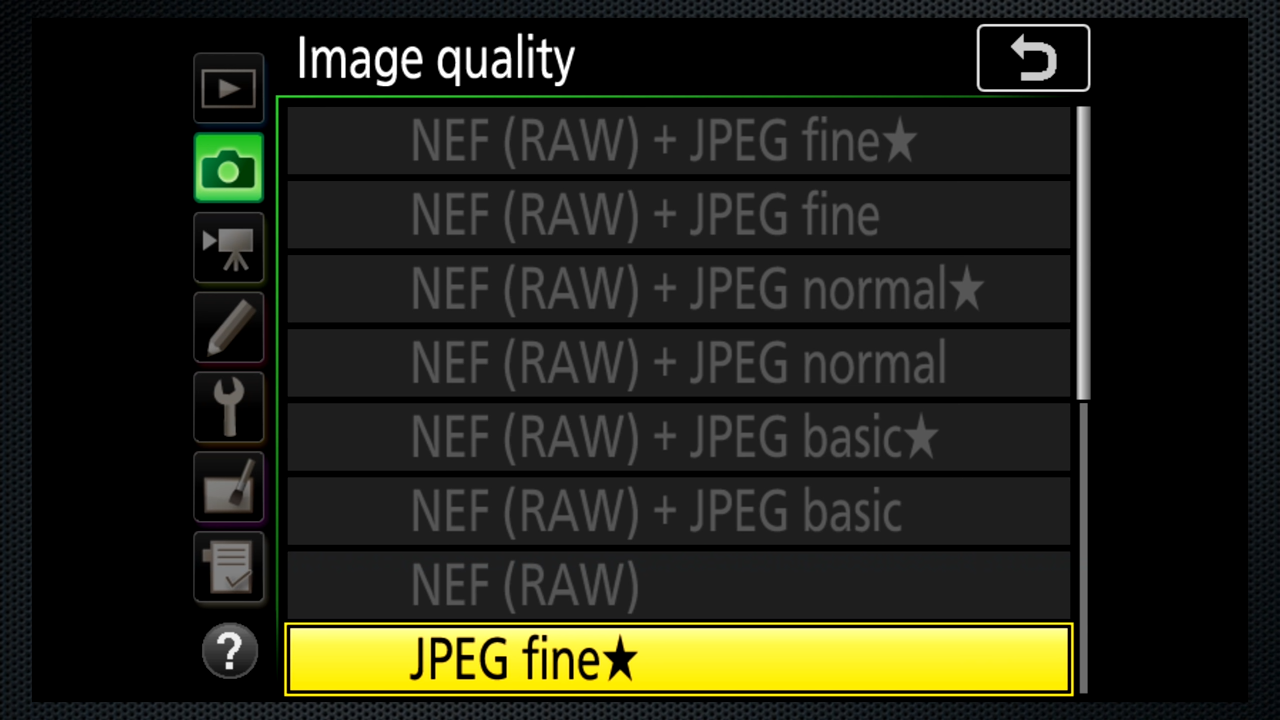 Image quality
NEF (RAW) + JPEG fine★
NEF (RAW) + JPEG fine
NEF (RAW) + JPEG normal★
NEF (RAW) + JPEG normal
NEF (RAW) + JPEG basic★
NEF (RAW) + JPEG basic
NEF (RAW)
JPEG fine★
?